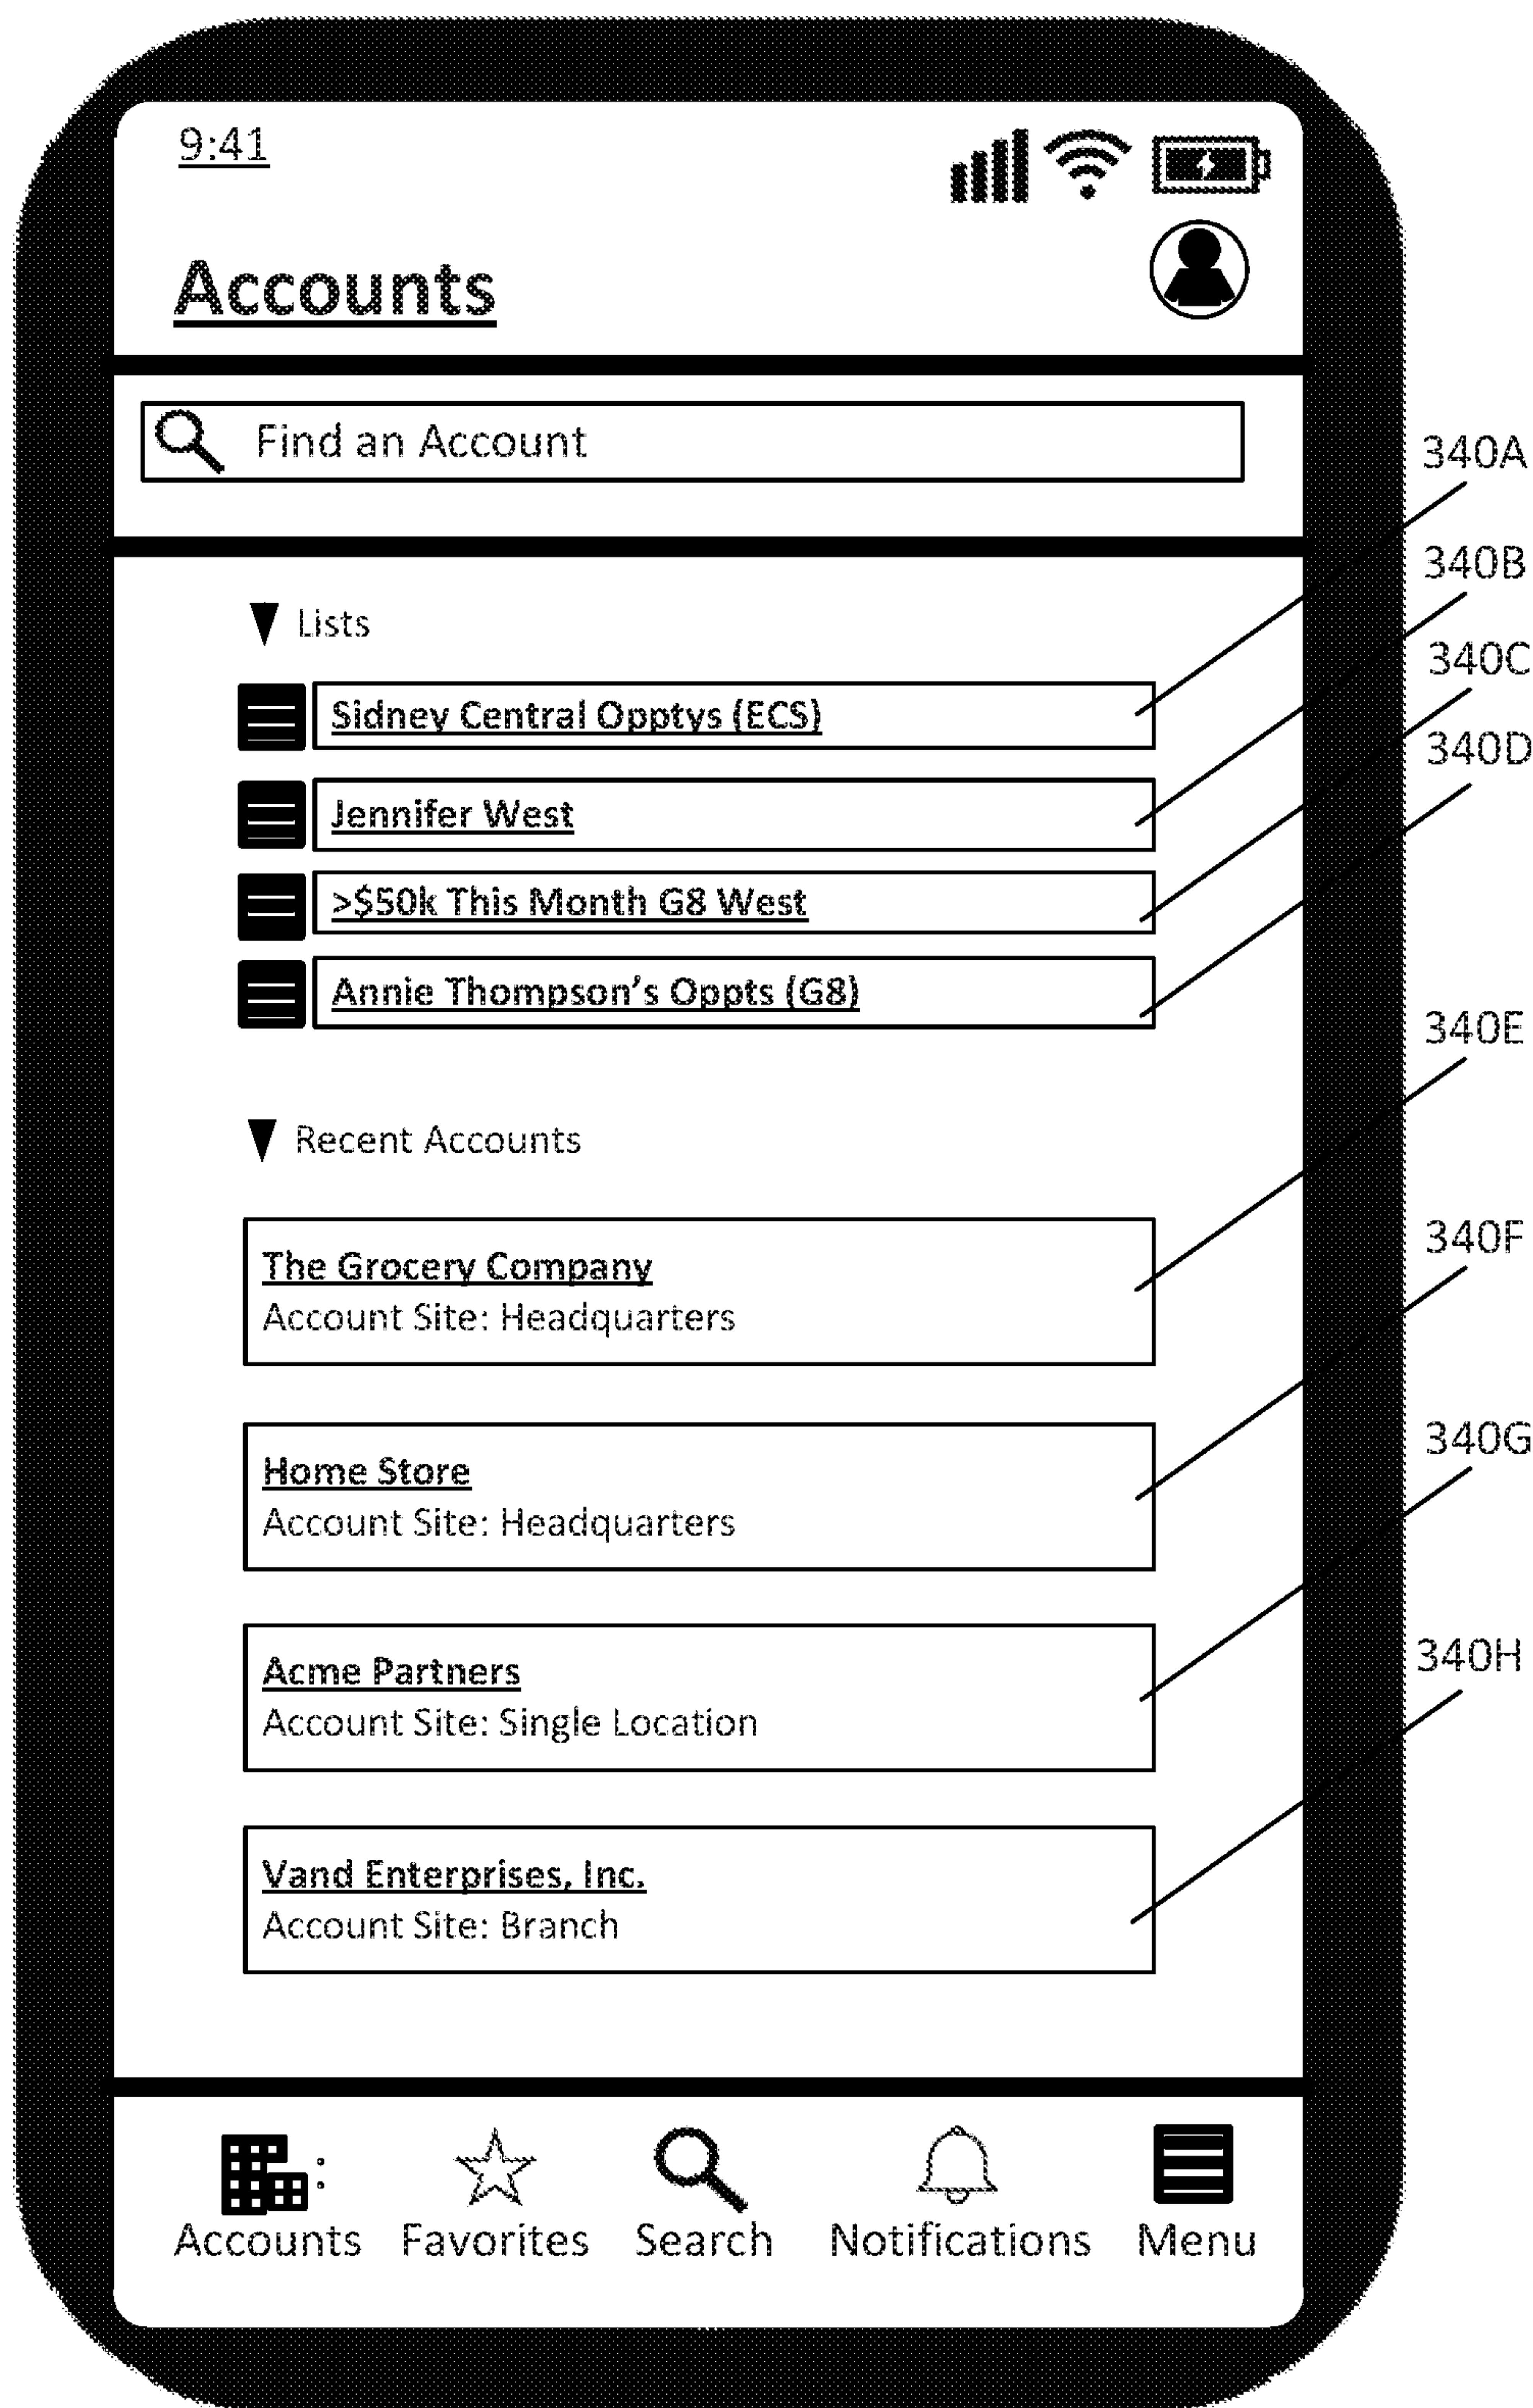 9:41
Accounts
Find an Account
340A
340B
Lists
340C
Sidney Central Opptys (ECS)
340D
Jennifer West
>$50k This Month G8 West
Annie Thompson's Oppts (G8)
340E
Recent Accounts
340F
The Grocery Company
Account Site: Headquarters
340G
Home Store
Account Site: Headquarters
340H
Acme Partners
Account Site: Single Location
Vand Enterprises, Inc.
Account Site: Branch
Accounts Favorites Search Notifications Menu